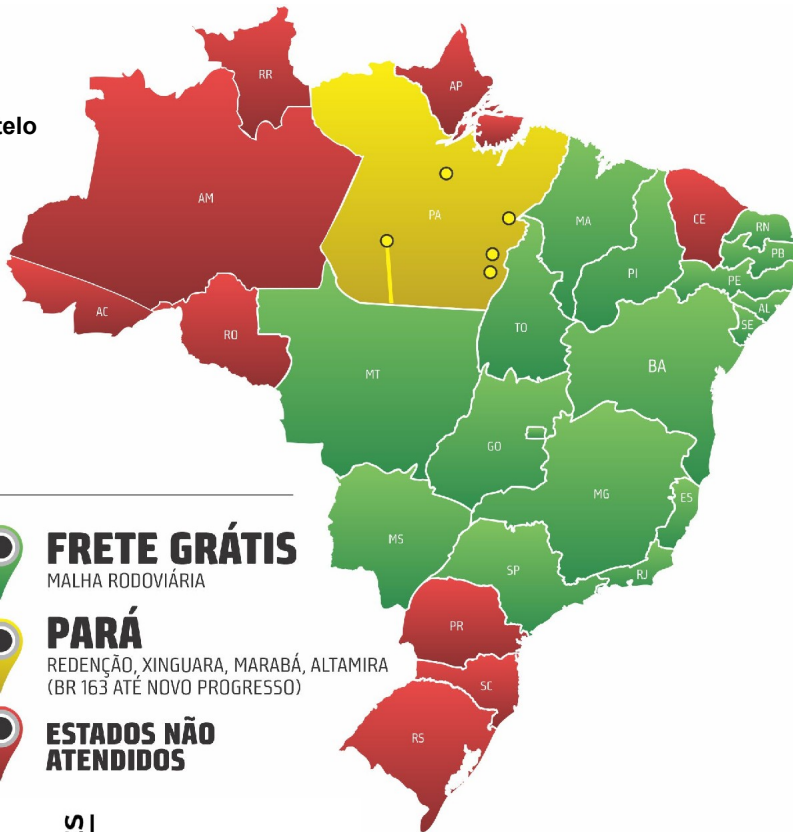 telo
RR
AP
AM
PA
MA
CE
RN
PB
PI
PE
AL
SE
AC
RO
TO
BA
MT
GO
MG
ES
MS
SP
RJ
PR
SC
RS
FRETE GRÁTIS
MALHA RODOVIÁRIA
PARÁ
REDENÇÃO, XINGUARA, MARABÁ, ALTAMIRA
(BR 163 ATÉ NOVO PROGRESSO)
ESTADOS NÃO
ATENDIDOS